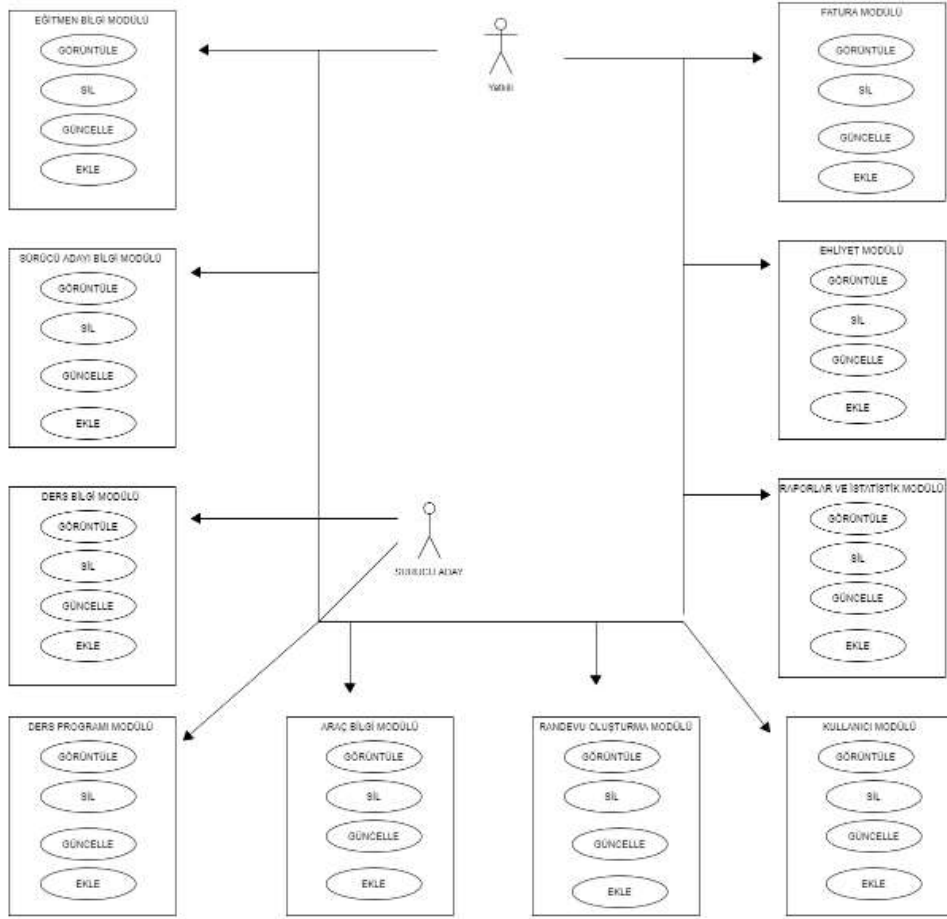 EĞİTMEN BİLGİ MODÜLÜ
GÖRÜNTÜLE
SİL
GÜNCELLE
EKLE
Yetkili
FATURA MODÜLÜ
GÖRÜNTÜLE
SİL
GÜNCELLE
EKLE
SÜRÜCÜ ADAYI BİLGİ MODÜLÜ
GÖRÜNTÜLE
SİL
GÜNCELLE
EKLE
EHLİYET MODÜLÜ
GÖRÜNTÜLE
SİL
GÜNCELLE
EKLE
DERS BİLGİ MODÜLÜ
GÖRÜNTÜLE
SİL
GÜNCELLE
EKLE
SÜRÜCÜ ADAY
RAPORLAR VE İSTATİSTİK MODÜLÜ
GÖRÜNTÜLE
SİL
GÜNCELLE
EKLE
DERS PROGRAMI MODÜLÜ
GÖRÜNTÜLE
SİL
GÜNCELLE
EKLE
ARAÇ BİLGİ MODÜLÜ
GÖRÜNTÜLE
SİL
GÜNCELLE
EKLE
RANDEVU OLUŞTURMA MODÜLÜ
GÖRÜNTÜLE
SİL
GÜNCELLE
EKLE
KULLANICI MODÜLÜ
GÖRÜNTÜLE
SİL
GÜNCELLE
EKLE